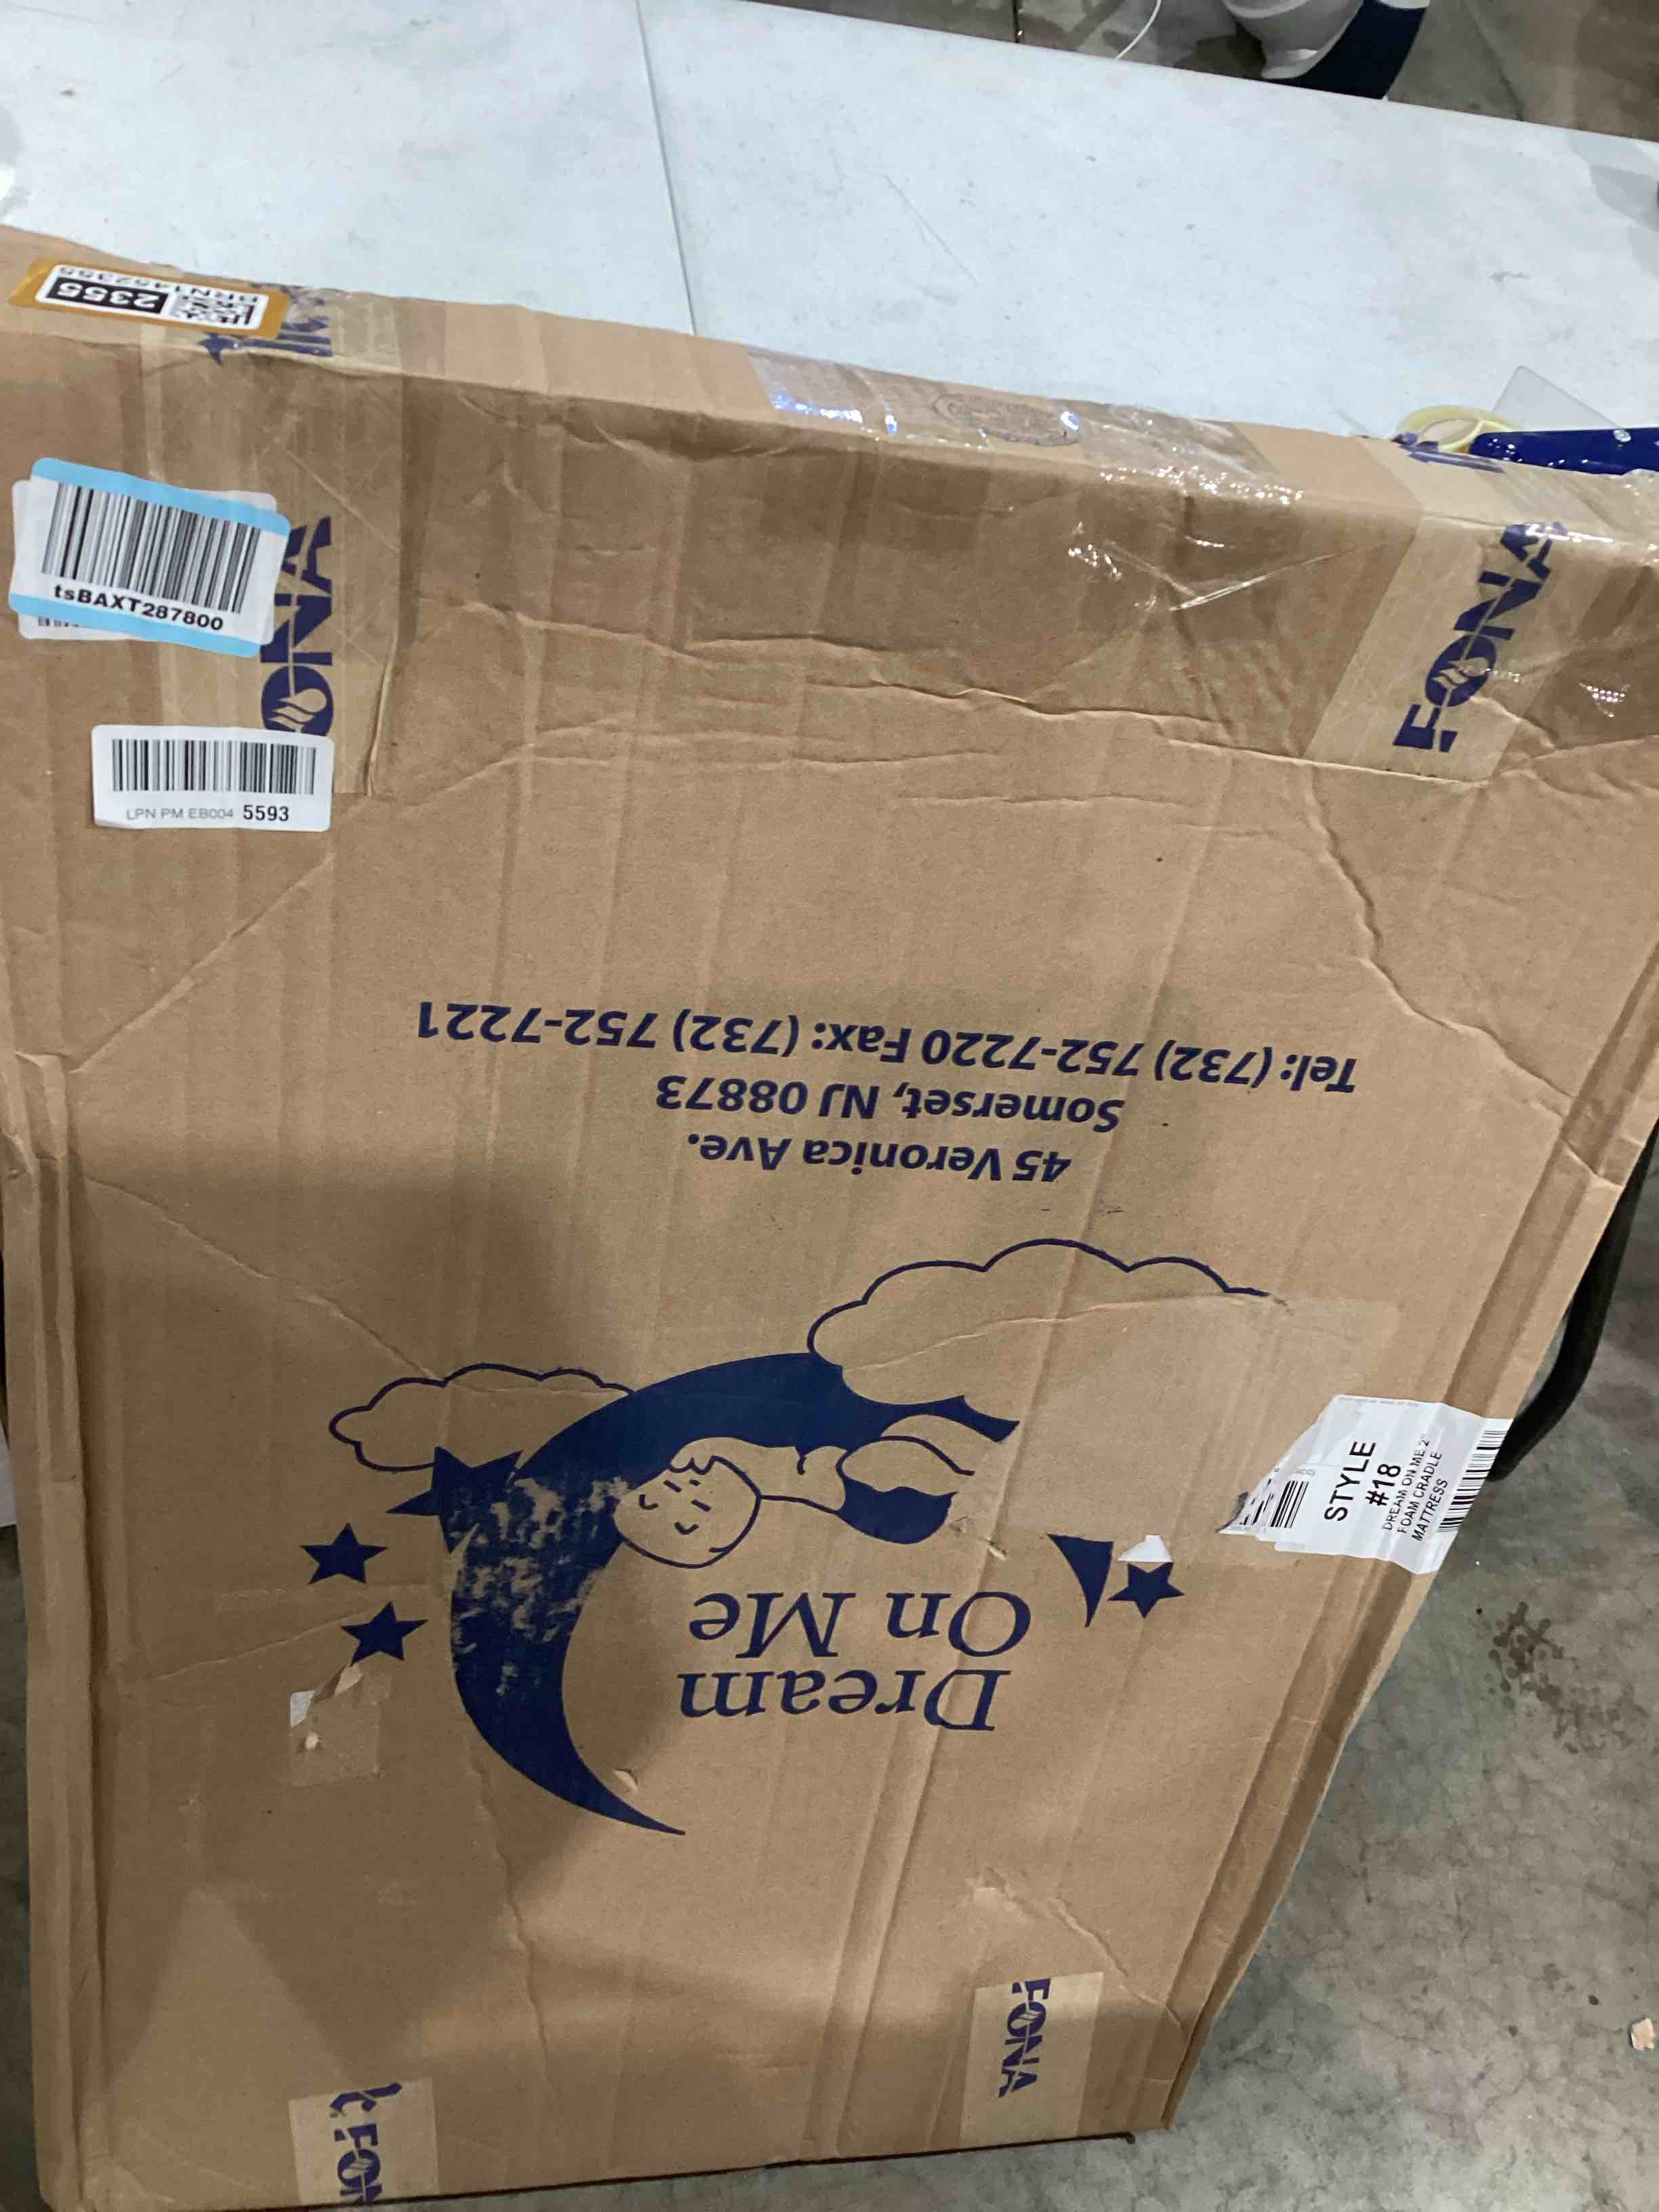 2355
BRN1452355
tsBAXT287800
LPN PM EB004 5593
FONA
FONA
Dream
On Me
45 Veronica Ave.
Somerset, NJ 08873
Tel: (732) 752-7220 Fax: (732) 752-7221
STYLE
#18
DREAM ON ME 2"
FOAM CRADLE
MATTRESS
FONA